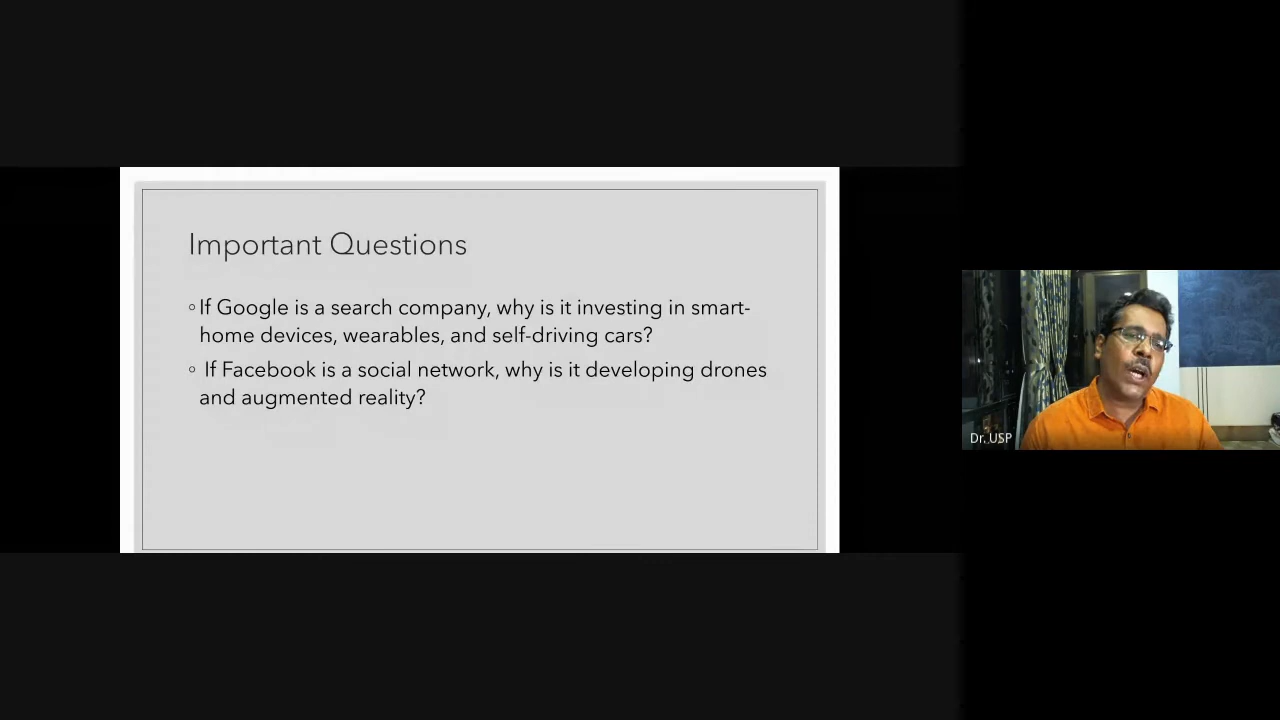 Important Questions
◦If Google is a search company, why is it investing in smart-
home devices, wearables, and self-driving cars?
◦ If Facebook is a social network, why is it developing drones
and augmented reality?
Dr. USP